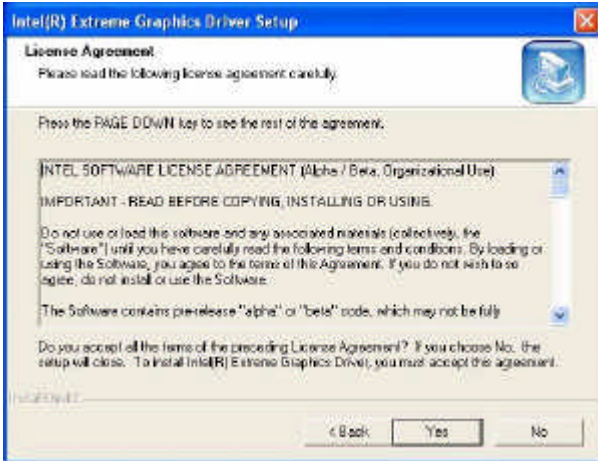 Intel(R) Extreme Graphics Driver Setup
License Agreement
Please read the following license agreement carefully.
Press the PAGE DOWN key to see the rest of the agreement.
INTEL SOFTWARE LICENSE AGREEMENT (Alpha / Beta, Organizational Use)
IMPORTANT - READ BEFORE COPYING, INSTALLING OR USING.
Do not use or load this software and any associated materials (collectively, the
"Software") until you have carefully read the following terms and conditions. By loading or
using the Software, you agree to the terms of this Agreement. If you do not wish to so
agree, do not install or use the Software.
The Software contains pre-release "alpha" or "beta" code, which may not be fully
Do you accept all the terms of the preceding License Agreement? If you choose No, the
setup will close. To install Intel(R) Extreme Graphics Driver, you must accept this agreement.
InstallShield
< Back
Yes
No